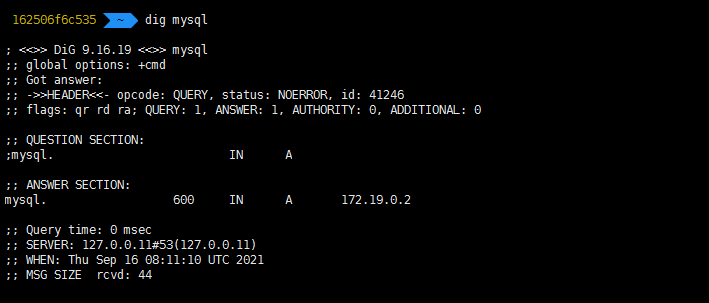 162506f6c535 ~ dig mysql
; <<>> DiG 9.16.19 <<>> mysql
;; global options: +cmd
;; Got answer:
;; ->>HEADER<<- opcode: QUERY, status: NOERROR, id: 41246
;; flags: qr rd ra; QUERY: 1, ANSWER: 1, AUTHORITY: 0, ADDITIONAL: 0
;; QUESTION SECTION:
;mysql. IN A
;; ANSWER SECTION:
mysql. 600 IN A 172.19.0.2
;; Query time: 0 msec
;; SERVER: 127.0.0.11#53(127.0.0.11)
;; WHEN: Thu Sep 16 08:11:10 UTC 2021
;; MSG SIZE rcvd: 44